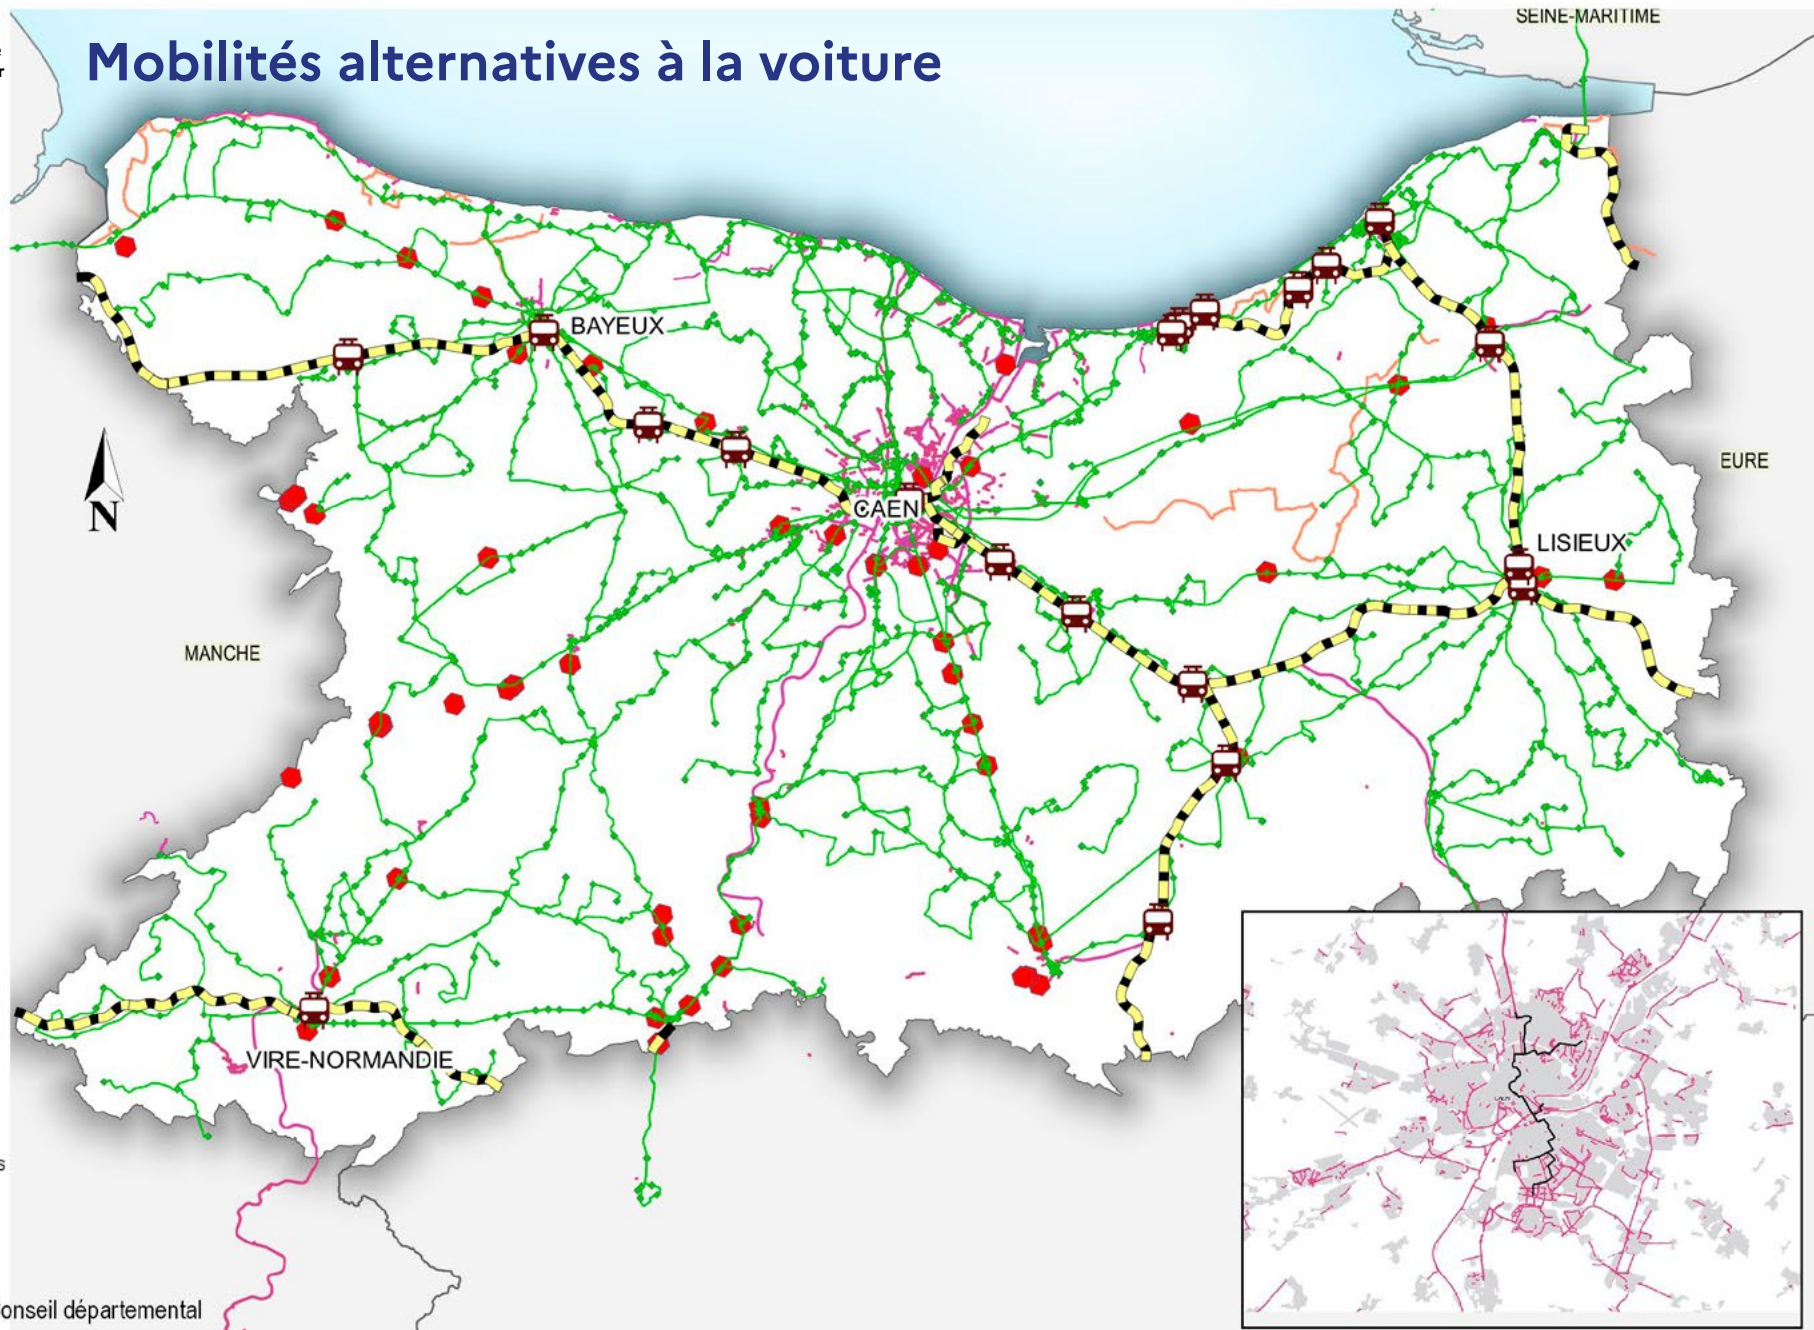 SEINE-MARITIME
Mobilités alternatives à la voiture
BAYEUX
EURE
CAEN
N
LISIEUX
MANCHE
VIRE-NORMANDIE
onseil départemental